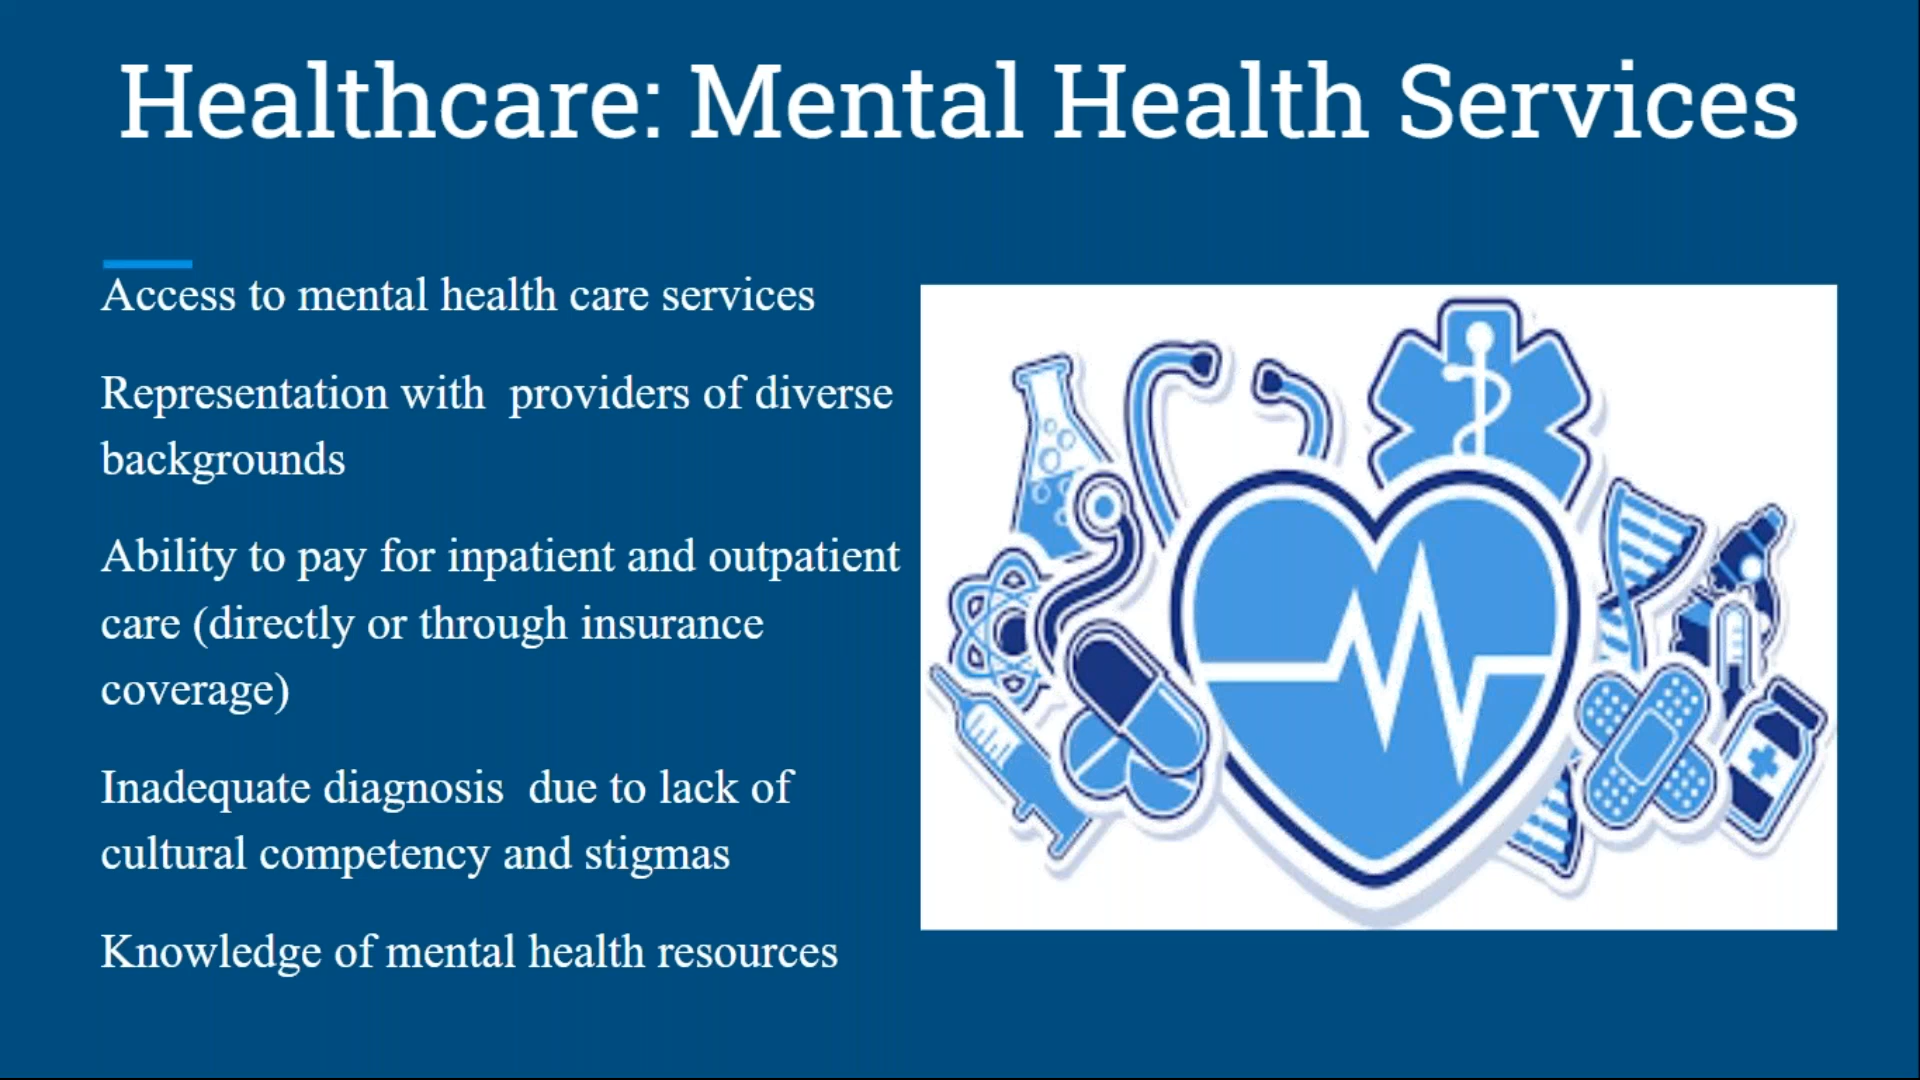 Healthcare: Mental Health Services
Access to mental health care services
Representation with  providers of diverse
backgrounds
Ability to pay for inpatient and outpatient
care (directly or through insurance
coverage)
Inadequate diagnosis  due to lack of
cultural competency and stigmas
Knowledge of mental health resources